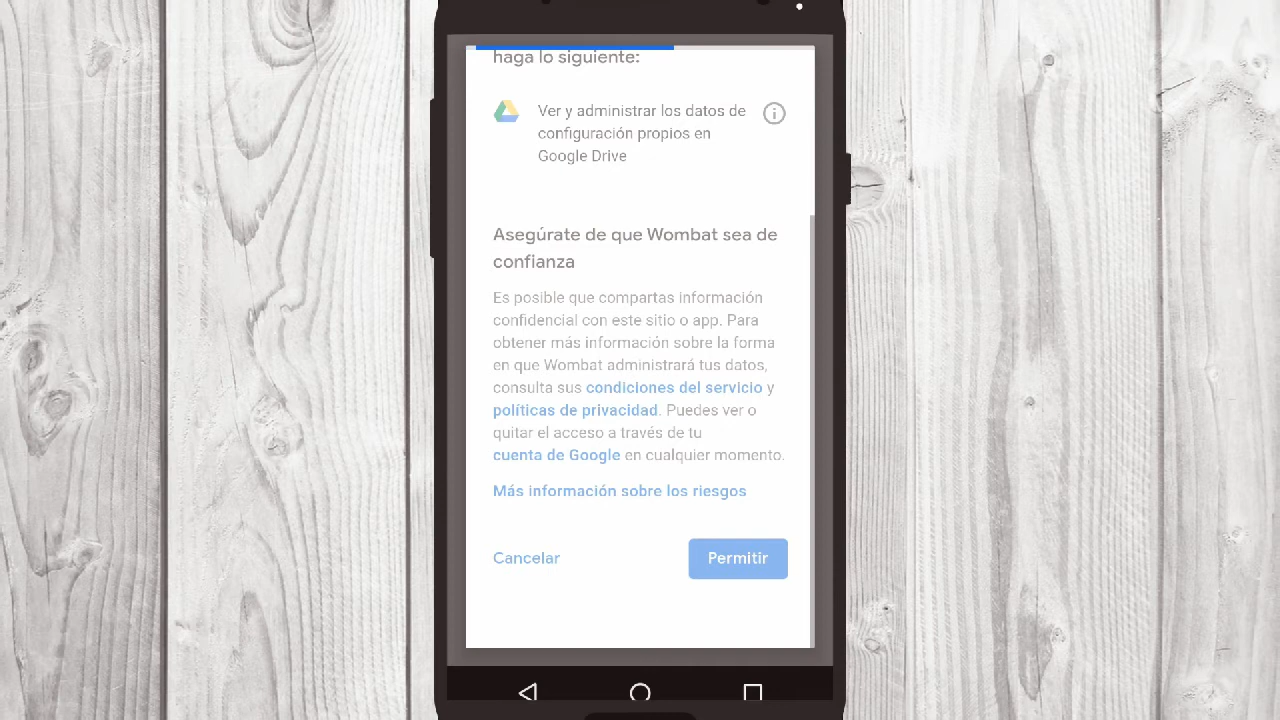 haga lo siguiente:
Ver y administrar los datos de
configuración propios en
Google Drive
Asegúrate de que Wombat sea de
confianza
Es posible que compartas información
confidencial con este sitio o app. Para
obtener más información sobre la forma
en que Wombat administrará tus datos,
consulta sus condiciones del servicio y
políticas de privacidad. Puedes ver o
quitar el acceso a través de tu
cuenta de Google en cualquier momento.
Más información sobre los riesgos
Cancelar
Permitir